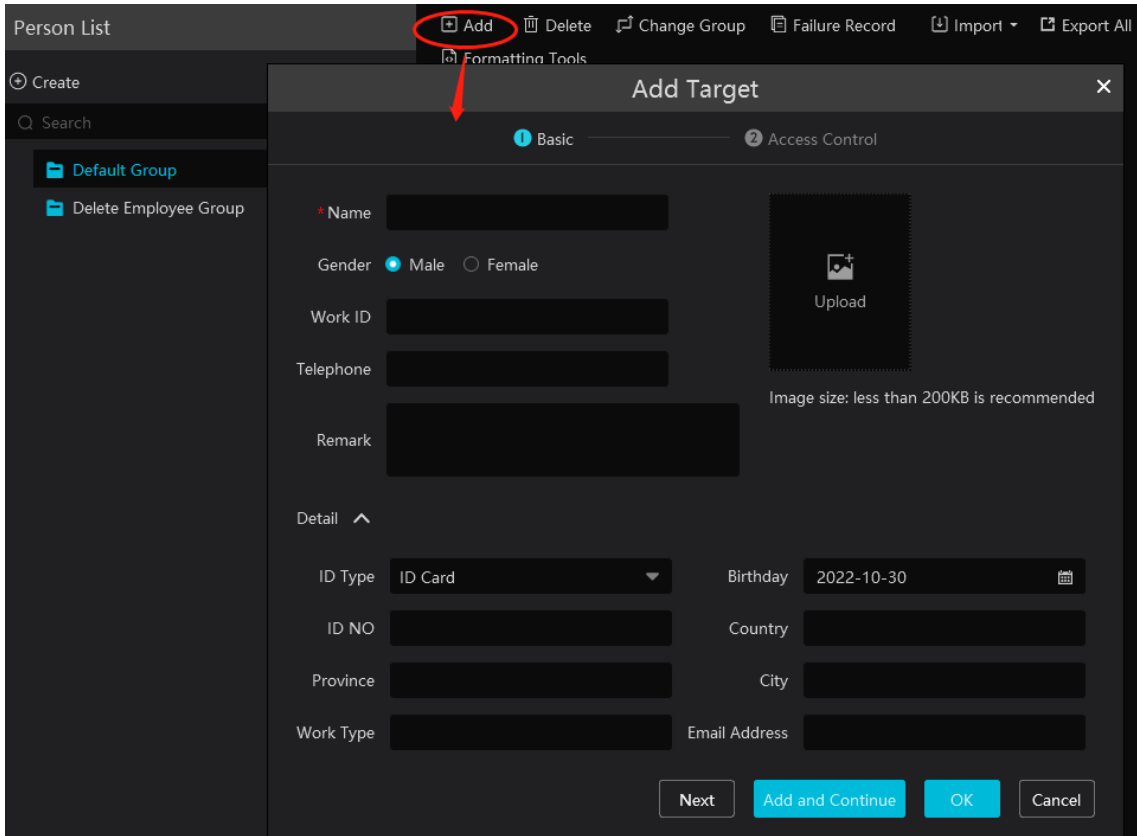 Person List
Add Delete Change Group Failure Record Import Export All
Formatting Tools
Create
Search
Default Group
Delete Employee Group
Add Target
1 Basic 2 Access Control
* Name
Gender Male Female
Upload
Work ID
Telephone
Image size: less than 200KB is recommended
Remark
Detail
ID Type ID Card Birthday 2022-10-30
ID NO Country
Province City
Work Type Email Address
Next Add and Continue OK Cancel